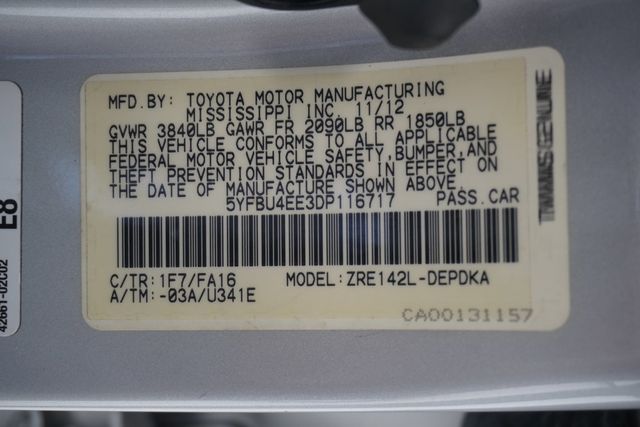 MFD.BY: TOYOTA MOTOR MANUFACTURING
MISSISSIPPI INC. 11/12
GVWR 3840LB GAWR FR 2090LB RR 1850LB
THIS VEHICLE CONFORMS TO ALL APPLICABLE
FEDERAL MOTOR VEHICLE SAFETY,BUMPER,AND
THEFT PREVENTION STANDARDS IN EFFECT ON
THE DATE OF MANUFACTURE SHOWN ABOVE.
5YFBU4EE3DP116717 PASS.CAR
C/TR:1F7/FA16 MODEL:ZRE142L-DEPDKA
A/TM:-03A/U341E
CA00131157
E8
42661-02C02